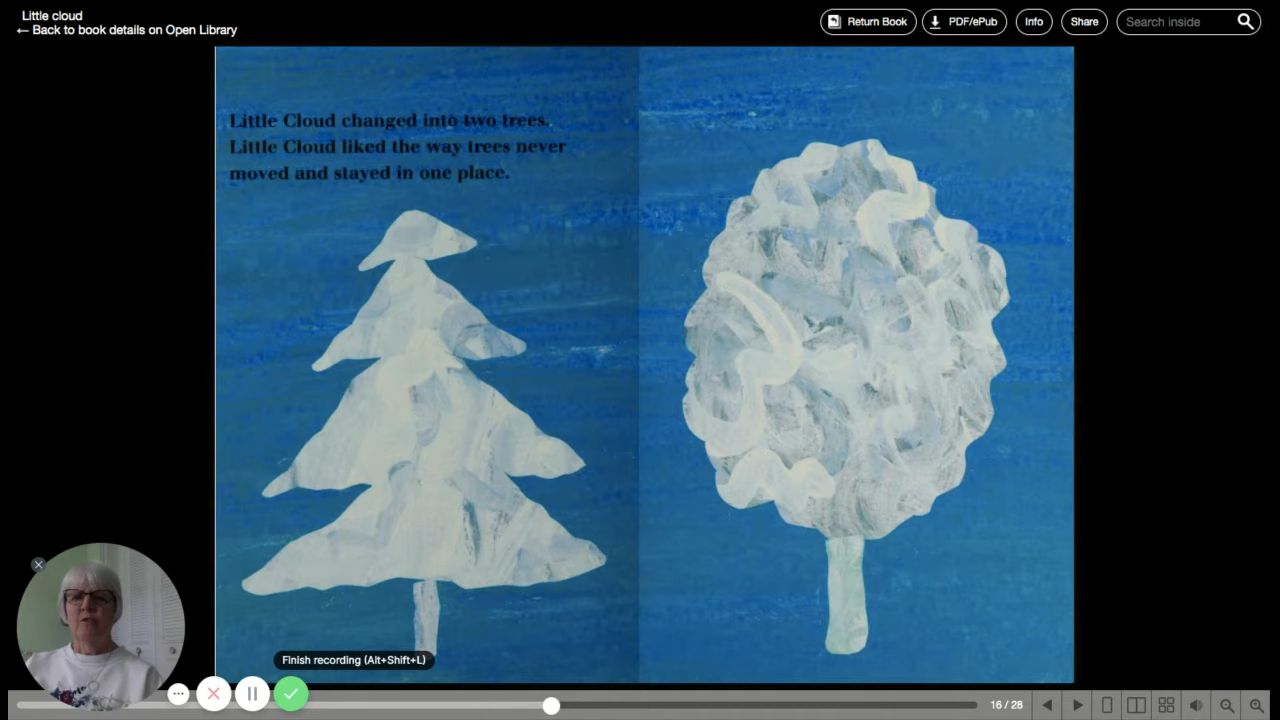 Little cloud
← Back to book details on Open Library
Return Book
PDF/ePub
Info
Share
Search inside
Little Cloud changed into two trees.
Little Cloud liked the way trees never
moved and stayed in one place.
Finish recording (Alt+Shift+L)
16 / 28